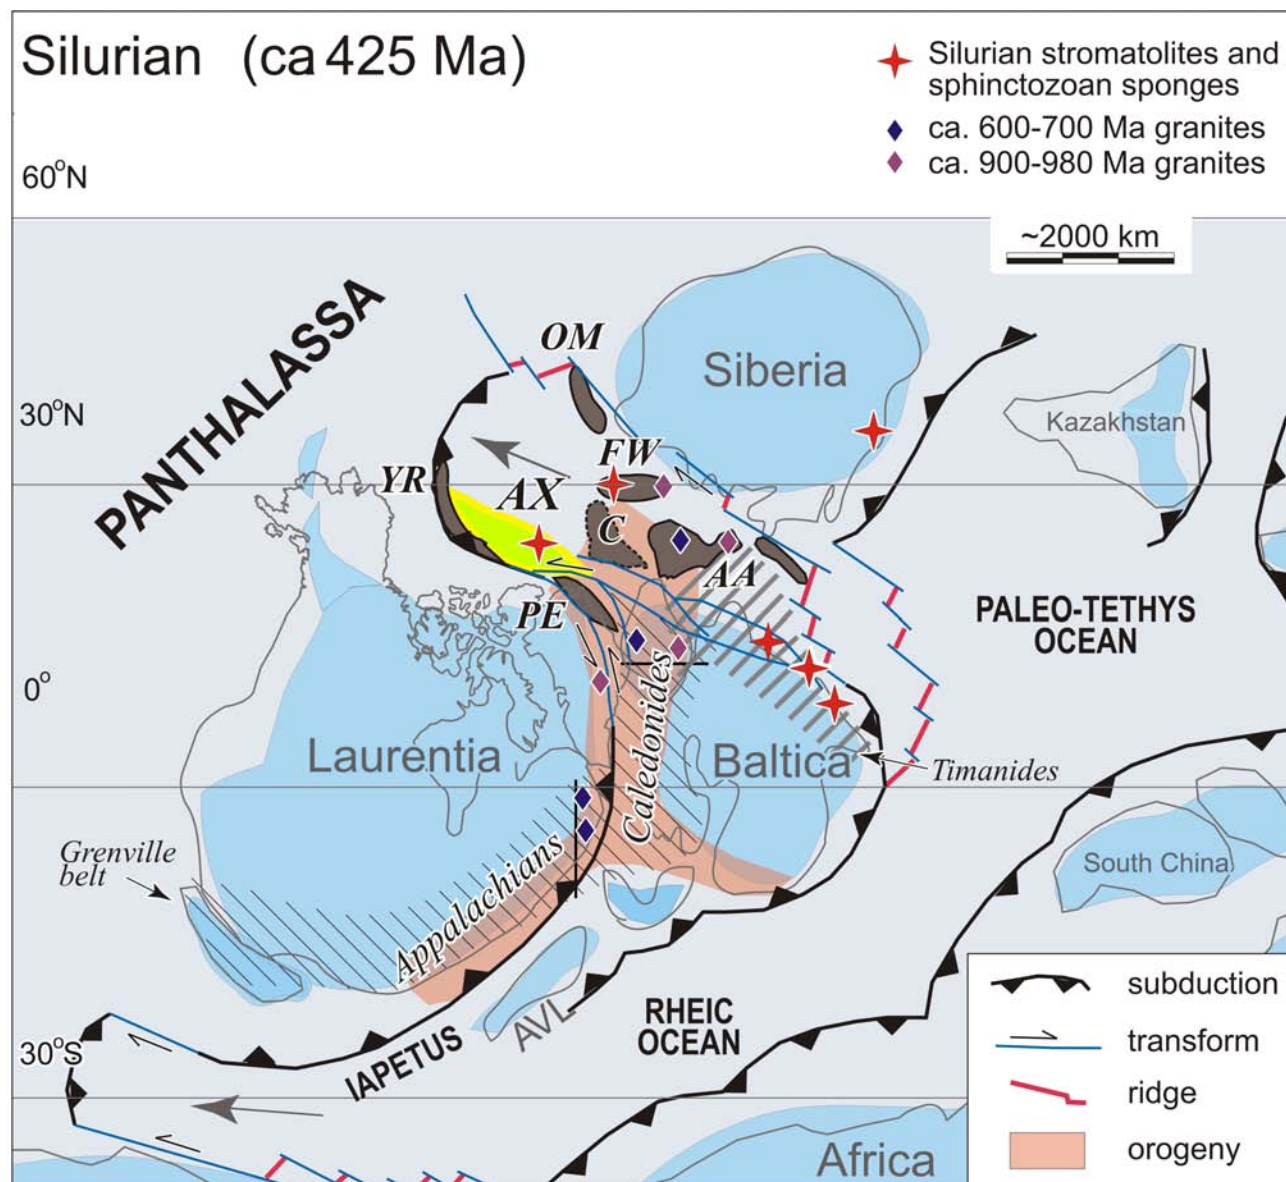 Silurian (ca 425 Ma)
Silurian stromatolites and
sphinctozoan sponges
ca. 600-700 Ma granites
ca. 900-980 Ma granites
60°N
~2000 km
PANTHALASSA
OM
Siberia
30°N
Kazakhstan
FW
YR
AX
C
AA
PE
PALEO-TETHYS
OCEAN
0°
Laurentia
Caledonides
Baltica
Timanides
Grenville
belt
South China
Appalachians
AVL
RHEIC
OCEAN
IAPETUS
30°S
Africa
subduction
transform
ridge
orogeny